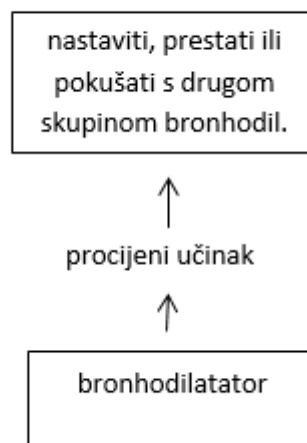 nastaviti, prestati ili
pokušati s drugom
skupinom bronhodil.
procijeni učinak
bronhodilatator